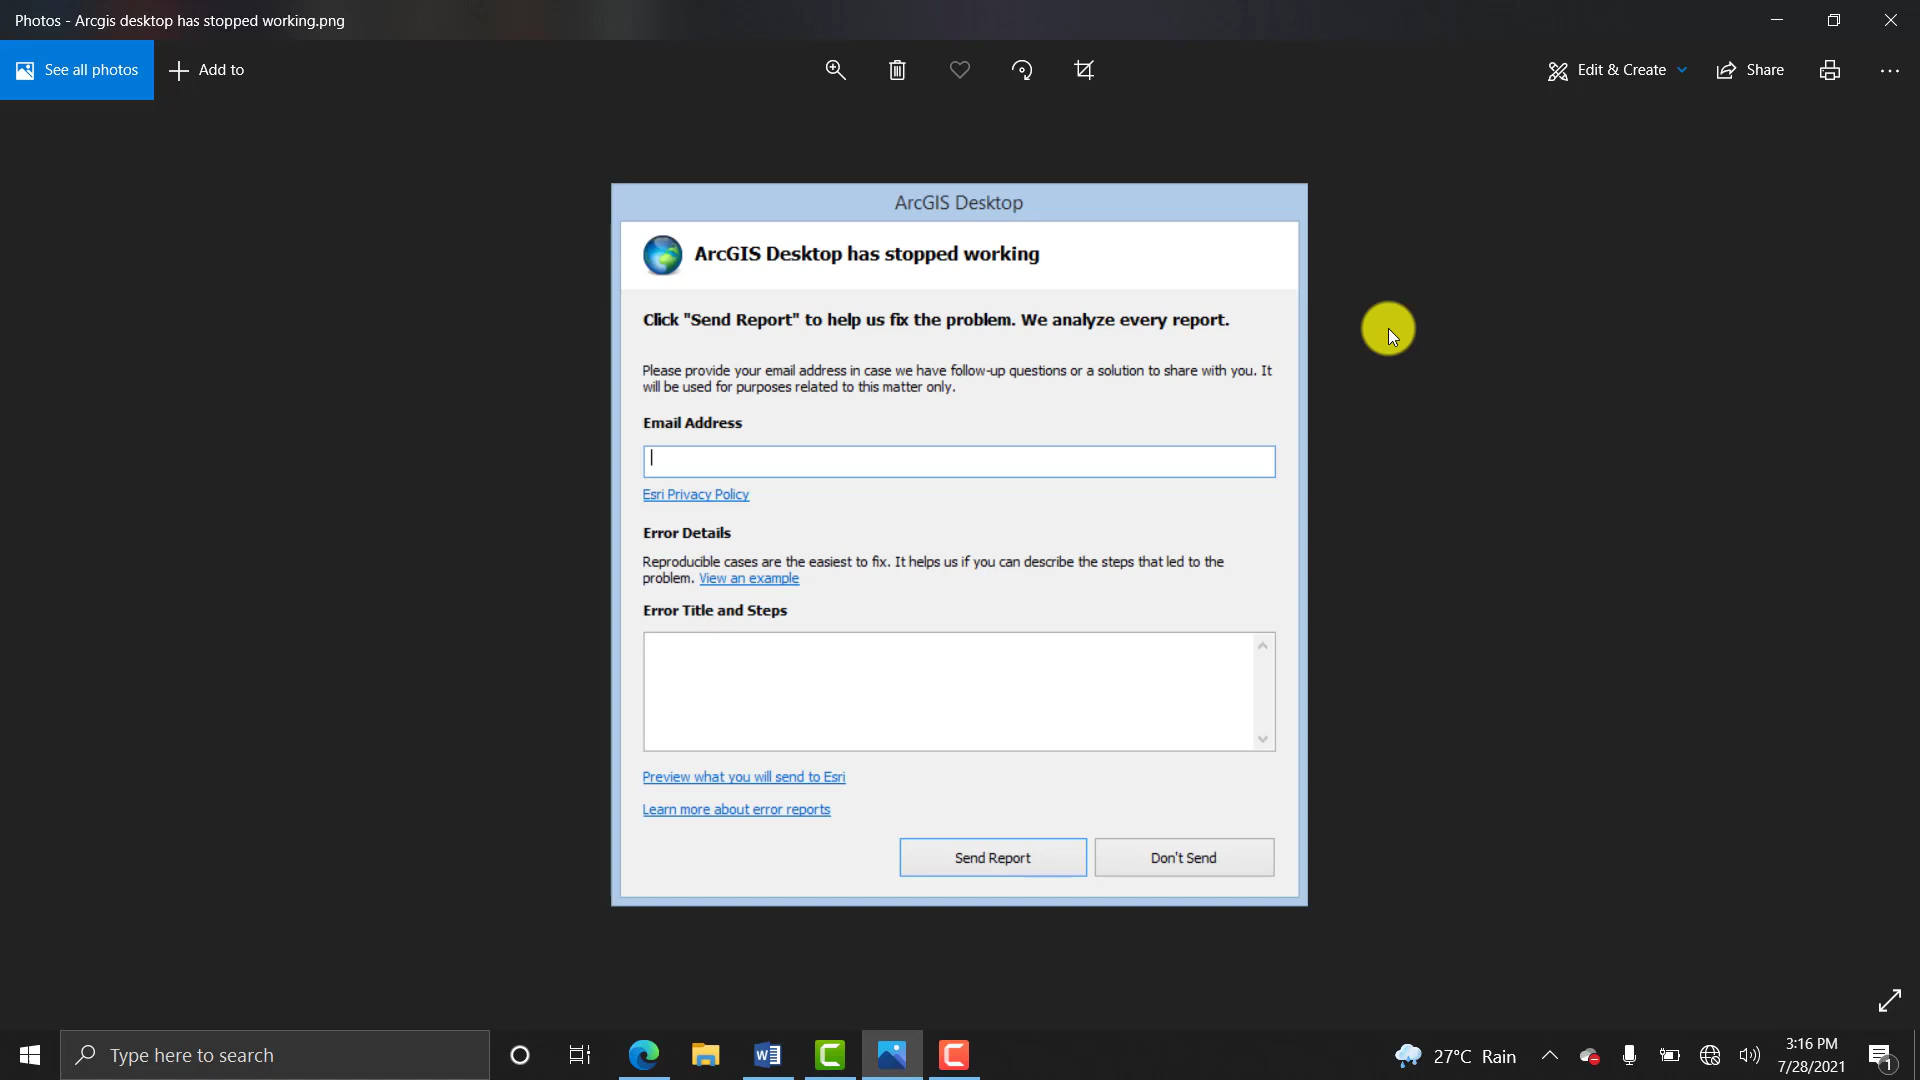 Photos - Arcgis desktop has stopped working.png
See all photos
Add to
Edit & Create
Share
ArcGIS Desktop
ArcGIS Desktop has stopped working
Click "Send Report" to help us fix the problem. We analyze every report.
Please provide your email address in case we have follow-up questions or a solution to share with you. It
will be used for purposes related to this matter only.
Email Address
Esri Privacy Policy
Error Details
Reproducible cases are the easiest to fix. It helps us if you can describe the steps that led to the
problem. View an example
Error Title and Steps
Preview what you will send to Esri
Learn more about error reports
Send Report
Don't Send
Type here to search
27°C Rain
3:16 PM
7/28/2021
1